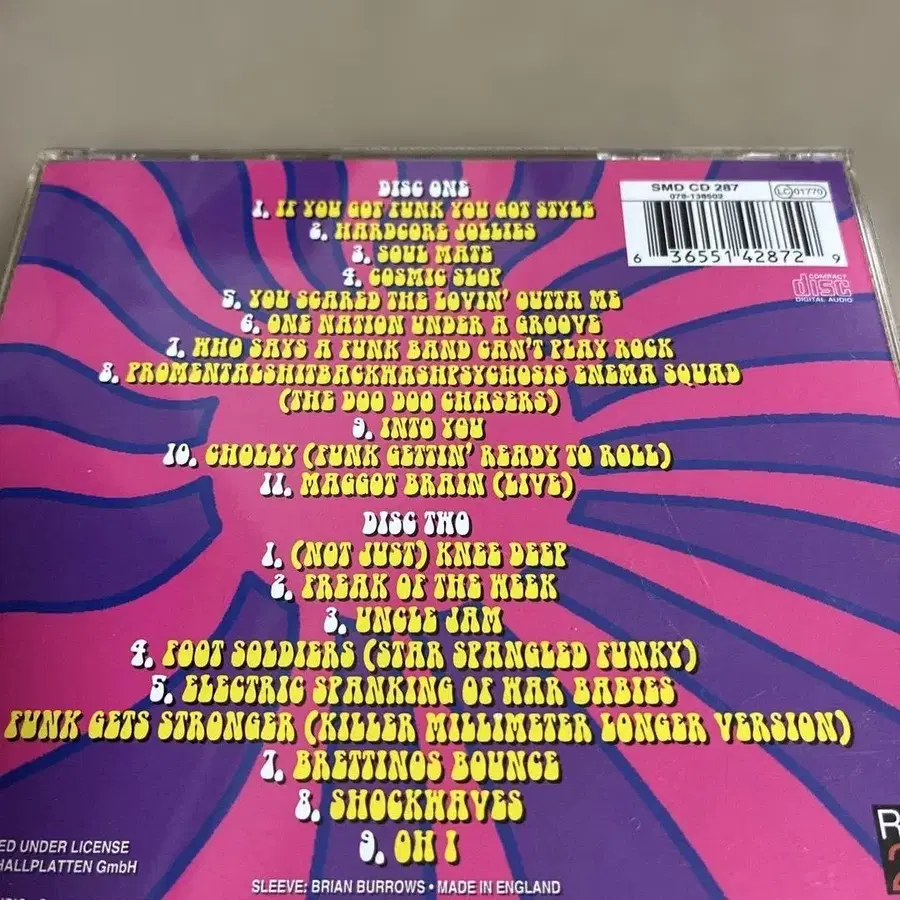 DISC ONE
1. IF YOU GOT FUNK YOU GOT STYLE
2. HARDCORE JOLLIES
3. SOUL MATE
4. COSMIC SLOP
5. YOU SCARED THE LOVIN' OUTTA ME
6. ONE NATION UNDER A GROOVE
7. WHO SAYS A FUNK BAND CAN'T PLAY ROCK
8. PROMENTALSHITBACKWASHPSYCHOSIS ENEMA SQUAD
(THE DOO DOO CHASERS)
9. INTO YOU
10. CHOLLY (FUNK GETTIN' READY TO ROLL)
11. MAGGOT BRAIN (LIVE)
SMD CD 287
LC 01770
078-138502
6 36551 42872 9
COMPACT
disc
DIGITAL AUDIO
DISC TWO
1. (NOT JUST) KNEE DEEP
2. FREAK OF THE WEEK
3. UNCLE JAM
4. FOOT SOLDIERS (STAR SPANGLED FUNKY)
5. ELECTRIC SPANKING OF WAR BABIES
FUNK GETS STRONGER (KILLER MILLIMETER LONGER VERSION)
7. BRETTINOS BOUNCE
8. SHOCKWAVES
9. OH I
ED UNDER LICENSE
HALLPLATTEN GmbH
SLEEVE: BRIAN BURROWS • MADE IN ENGLAND